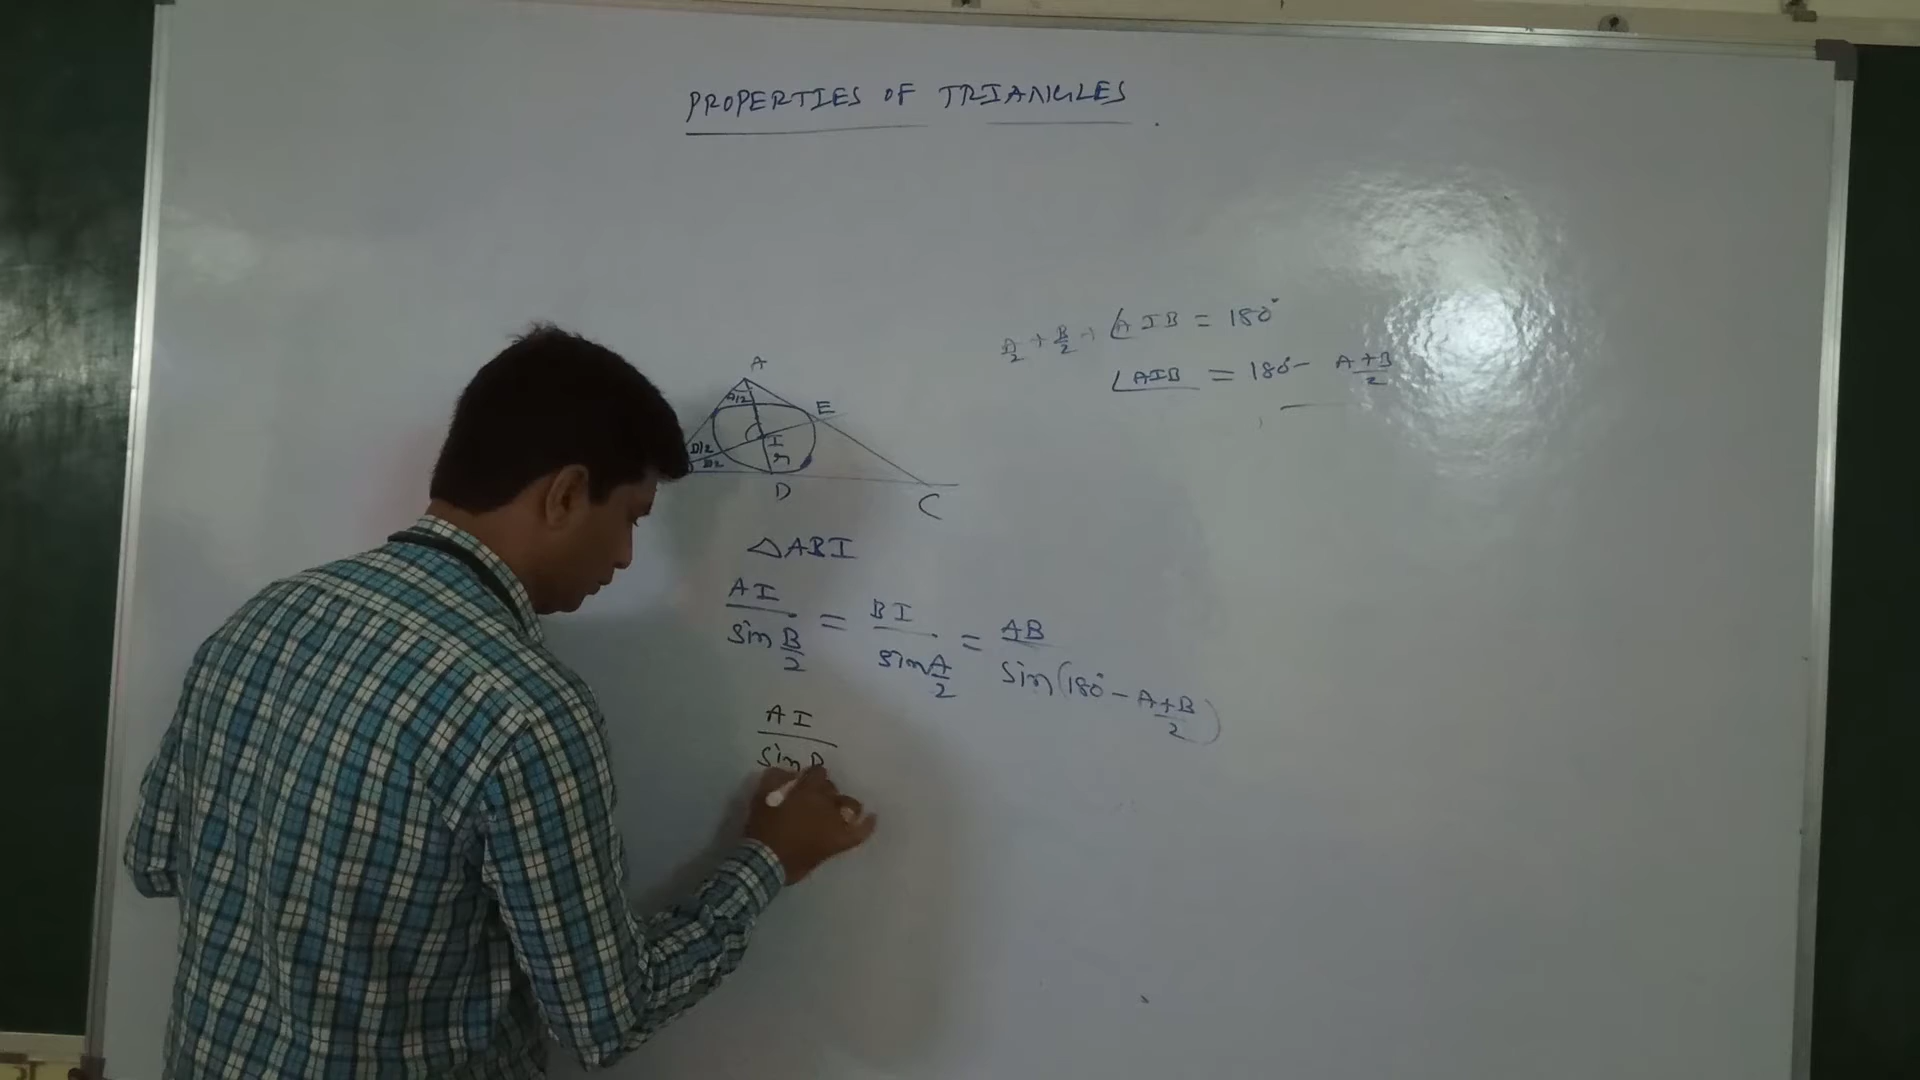 PROPERTIES OF TRIANGLES
A/2 + B/2 + ∠AIB = 180°
∠AIB = 180° - A+B/2
A
A/2
E
B/2
I
B/2
r
D
C
△ABI
AI/sin B/2 = BI/sin A/2 = AB/sin(180° - A+B/2)
AI/sin B